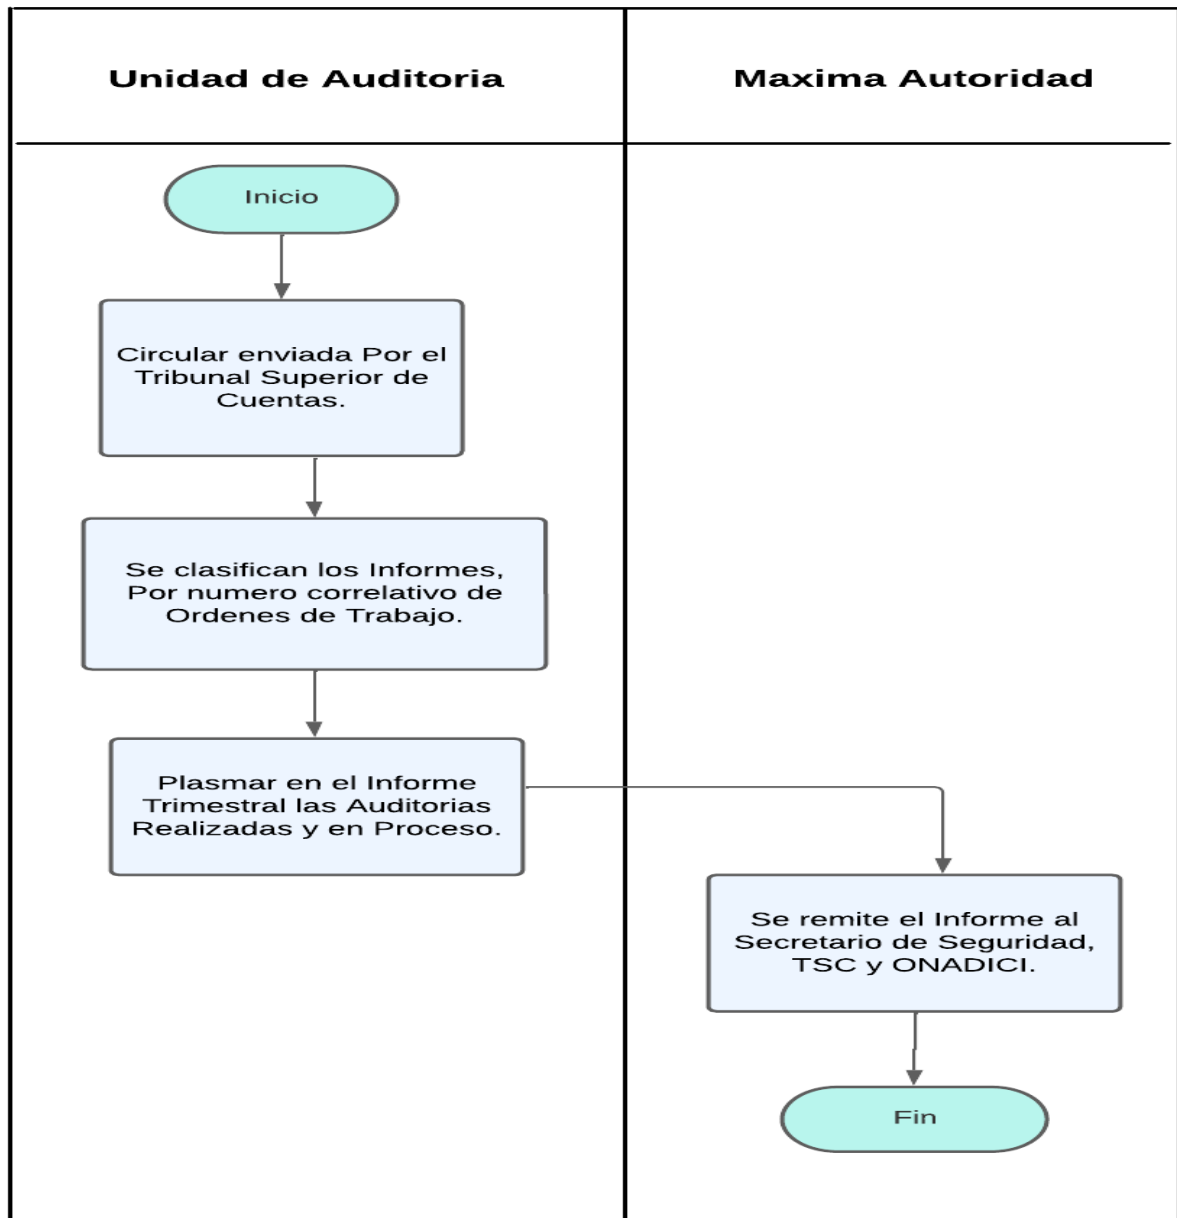 Unidad de Auditoria
Maxima Autoridad
Inicio
Circular enviada Por el
Tribunal Superior de
Cuentas.
Se clasifican los Informes,
Por numero correlativo de
Ordenes de Trabajo.
Plasmar en el Informe
Trimestral las Auditorias
Realizadas y en Proceso.
Se remite el Informe al
Secretario de Seguridad,
TSC y ONADICI.
Fin